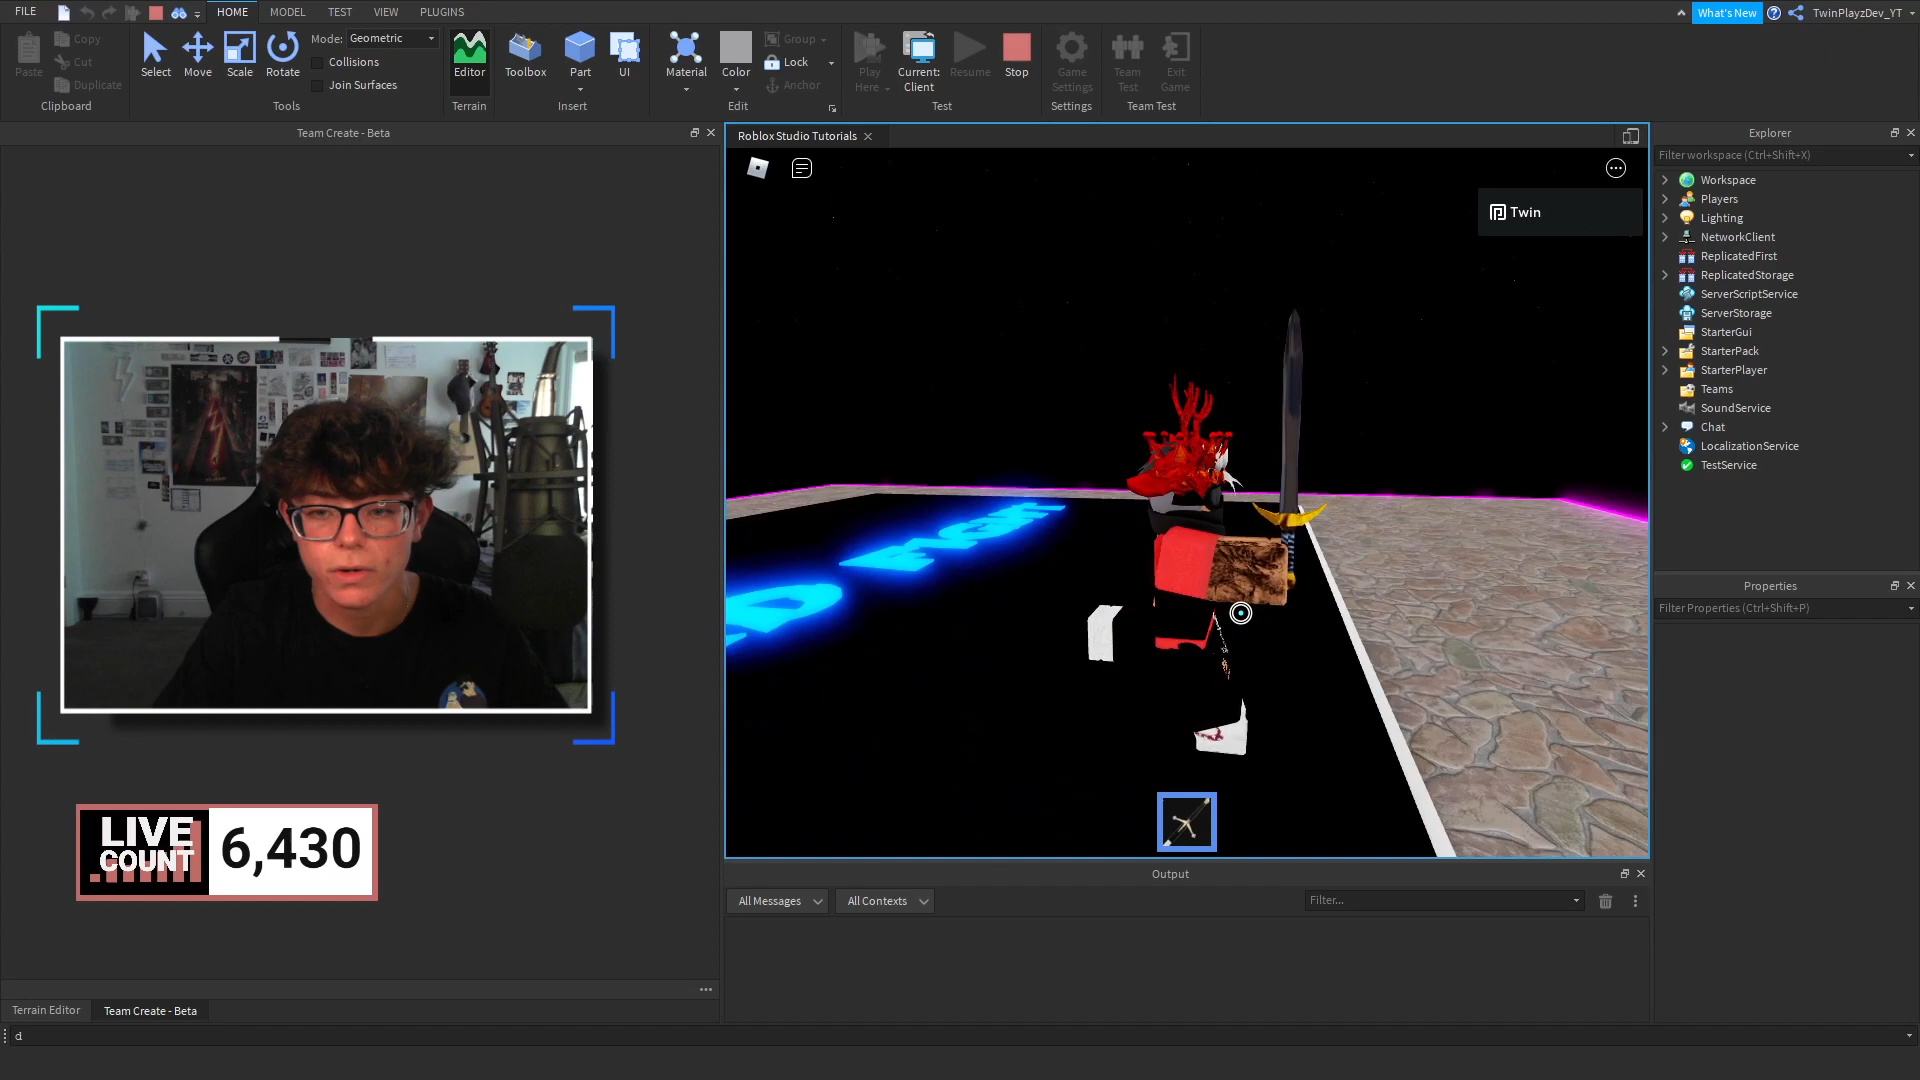 FILE
HOME
MODEL
TEST
VIEW
PLUGINS
What's New
TwinPlayzDev_YT
Paste
Copy
Cut
Duplicate
Clipboard
Select
Move
Scale
Rotate
Mode: Geometric
Collisions
Join Surfaces
Tools
Editor
Terrain
Toolbox
Part
UI
Insert
Material
Color
Group
Lock
Anchor
Edit
Play
Here
Current:
Client
Resume
Stop
Test
Game
Settings
Settings
Team
Test
Exit
Game
Team Test
Team Create - Beta
Roblox Studio Tutorials
Twin
LIVE
COUNT
6,430
Output
All Messages
All Contexts
Filter...
Explorer
Filter workspace (Ctrl+Shift+X)
Workspace
Players
Lighting
NetworkClient
ReplicatedFirst
ReplicatedStorage
ServerScriptService
ServerStorage
StarterGui
StarterPack
StarterPlayer
Teams
SoundService
Chat
LocalizationService
TestService
Properties
Filter Properties (Ctrl+Shift+P)
Terrain Editor
Team Create - Beta
d